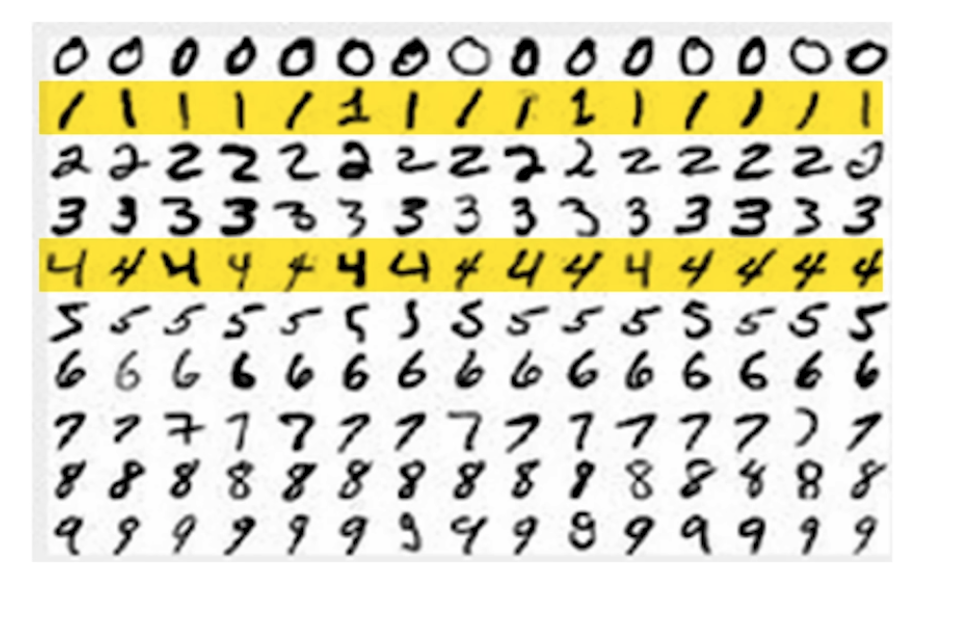 0 0 0 0 0 0 0 0 0 0 0 0 0 0 0
1 1 1 1 1 1 1 1 1 1 1 1 1 1 1
2 2 2 2 2 2 2 2 2 2 2 2 2 2 2
3 3 3 3 3 3 3 3 3 3 3 3 3 3 3
4 4 4 4 4 4 4 4 4 4 4 4 4 4 4
5 5 5 5 5 5 5 5 5 5 5 5 5 5 5
6 6 6 6 6 6 6 6 6 6 6 6 6 6 6
7 7 7 7 7 7 7 7 7 7 7 7 7 7 7
8 8 8 8 8 8 8 8 8 8 8 8 8 8 8
9 9 9 9 9 9 9 9 9 9 9 9 9 9 9